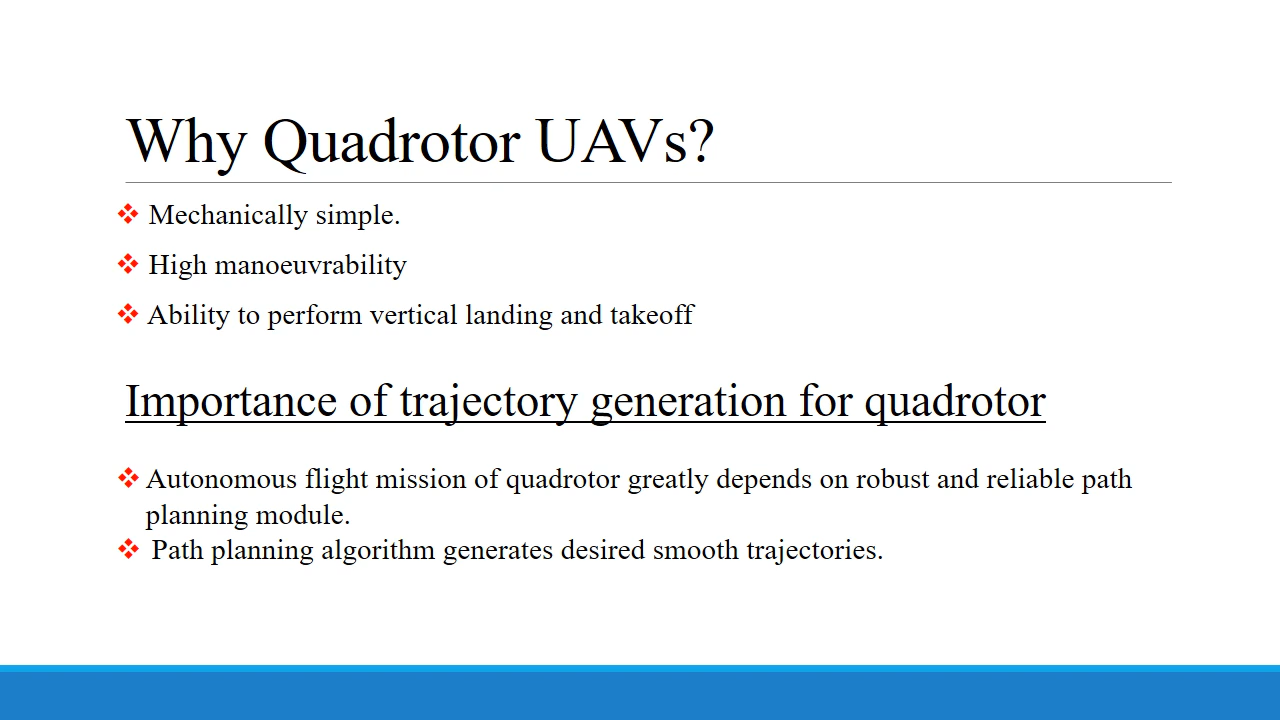 Why Quadrotor UAVs?
❖ Mechanically simple.
❖ High manoeuvrability
❖ Ability to perform vertical landing and takeoff
Importance of trajectory generation for quadrotor
❖ Autonomous flight mission of quadrotor greatly depends on robust and reliable path
planning module.
❖ Path planning algorithm generates desired smooth trajectories.